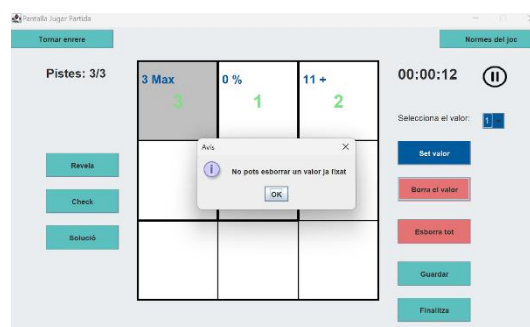 Pantalla Jugar Partida
Tornar enrere
Normes del joc
Pistes: 3/3
3 Max
0 %
11 +
00:00:12
3
1
2
Selecciona el valor:
1
Avís
No pots esborrar un valor ja fixat
OK
Set valor
Revela
Borra el valor
Check
Solució
Esborra tot
Guardar
Finalitza